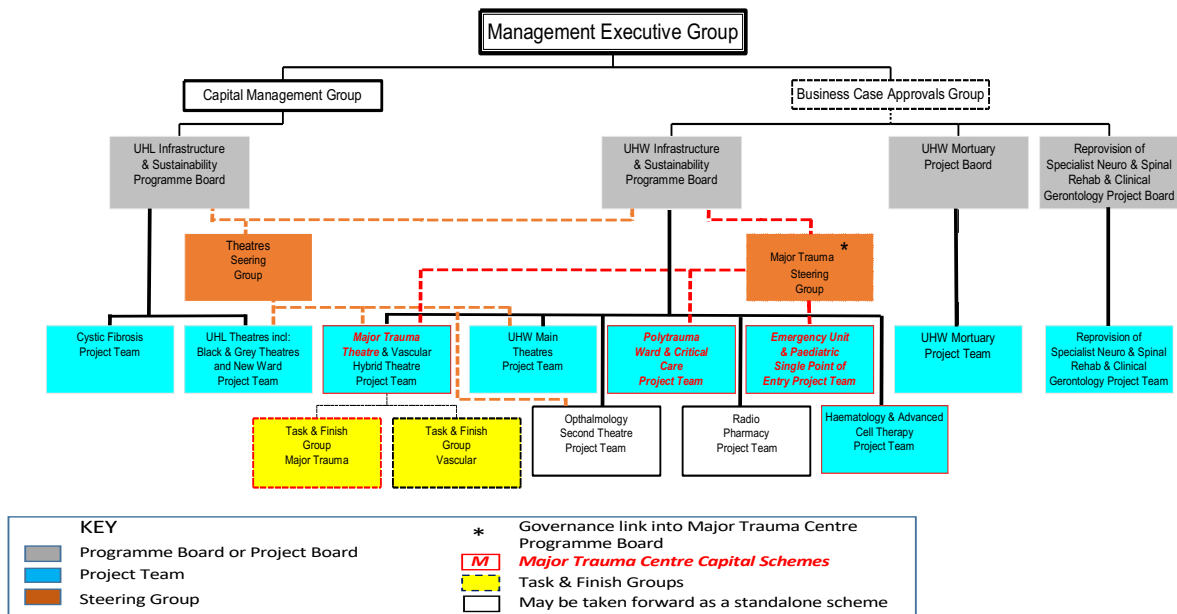 Management Executive Group
Capital Management Group
Business Case Approvals Group
UHL Infrastructure
& Sustainability
Programme Board
UHW Infrastructure
& Sustainability
Programme Board
UHW Mortuary
Project Baord
Reprovision of
Specialist Neuro & Spinal
Rehab & Clinical
Gerontology Project Board
Theatres
Seering
Group
Major Trauma *
Steering
Group
Cystic Fibrosis
Project Team
UHL Theatres incl:
Black & Grey Theatres
and New Ward
Project Team
Major Trauma
Theatre & Vascular
Hybrid Theatre
Project Team
UHW Main
Theatres
Project Team
Polytrauma
Ward & Critical
Care
Project Team
Emergency Unit
& Paediatric
Single Point of
Entry Project Team
UHW Mortuary
Project Team
Reprovision of
Specialist Neuro & Spinal
Rehab & Clinical
Gerontology Project Team
Task & Finish
Group
Major Trauma
Task & Finish
Group
Vascular
Opthalmology
Second Theatre
Project Team
Radio
Pharmacy
Project Team
Haematology & Advanced
Cell Therapy
Project Team
KEY
Programme Board or Project Board
Project Team
Steering Group
* Governance link into Major Trauma Centre
Programme Board
M Major Trauma Centre Capital Schemes
Task & Finish Groups
May be taken forward as a standalone scheme